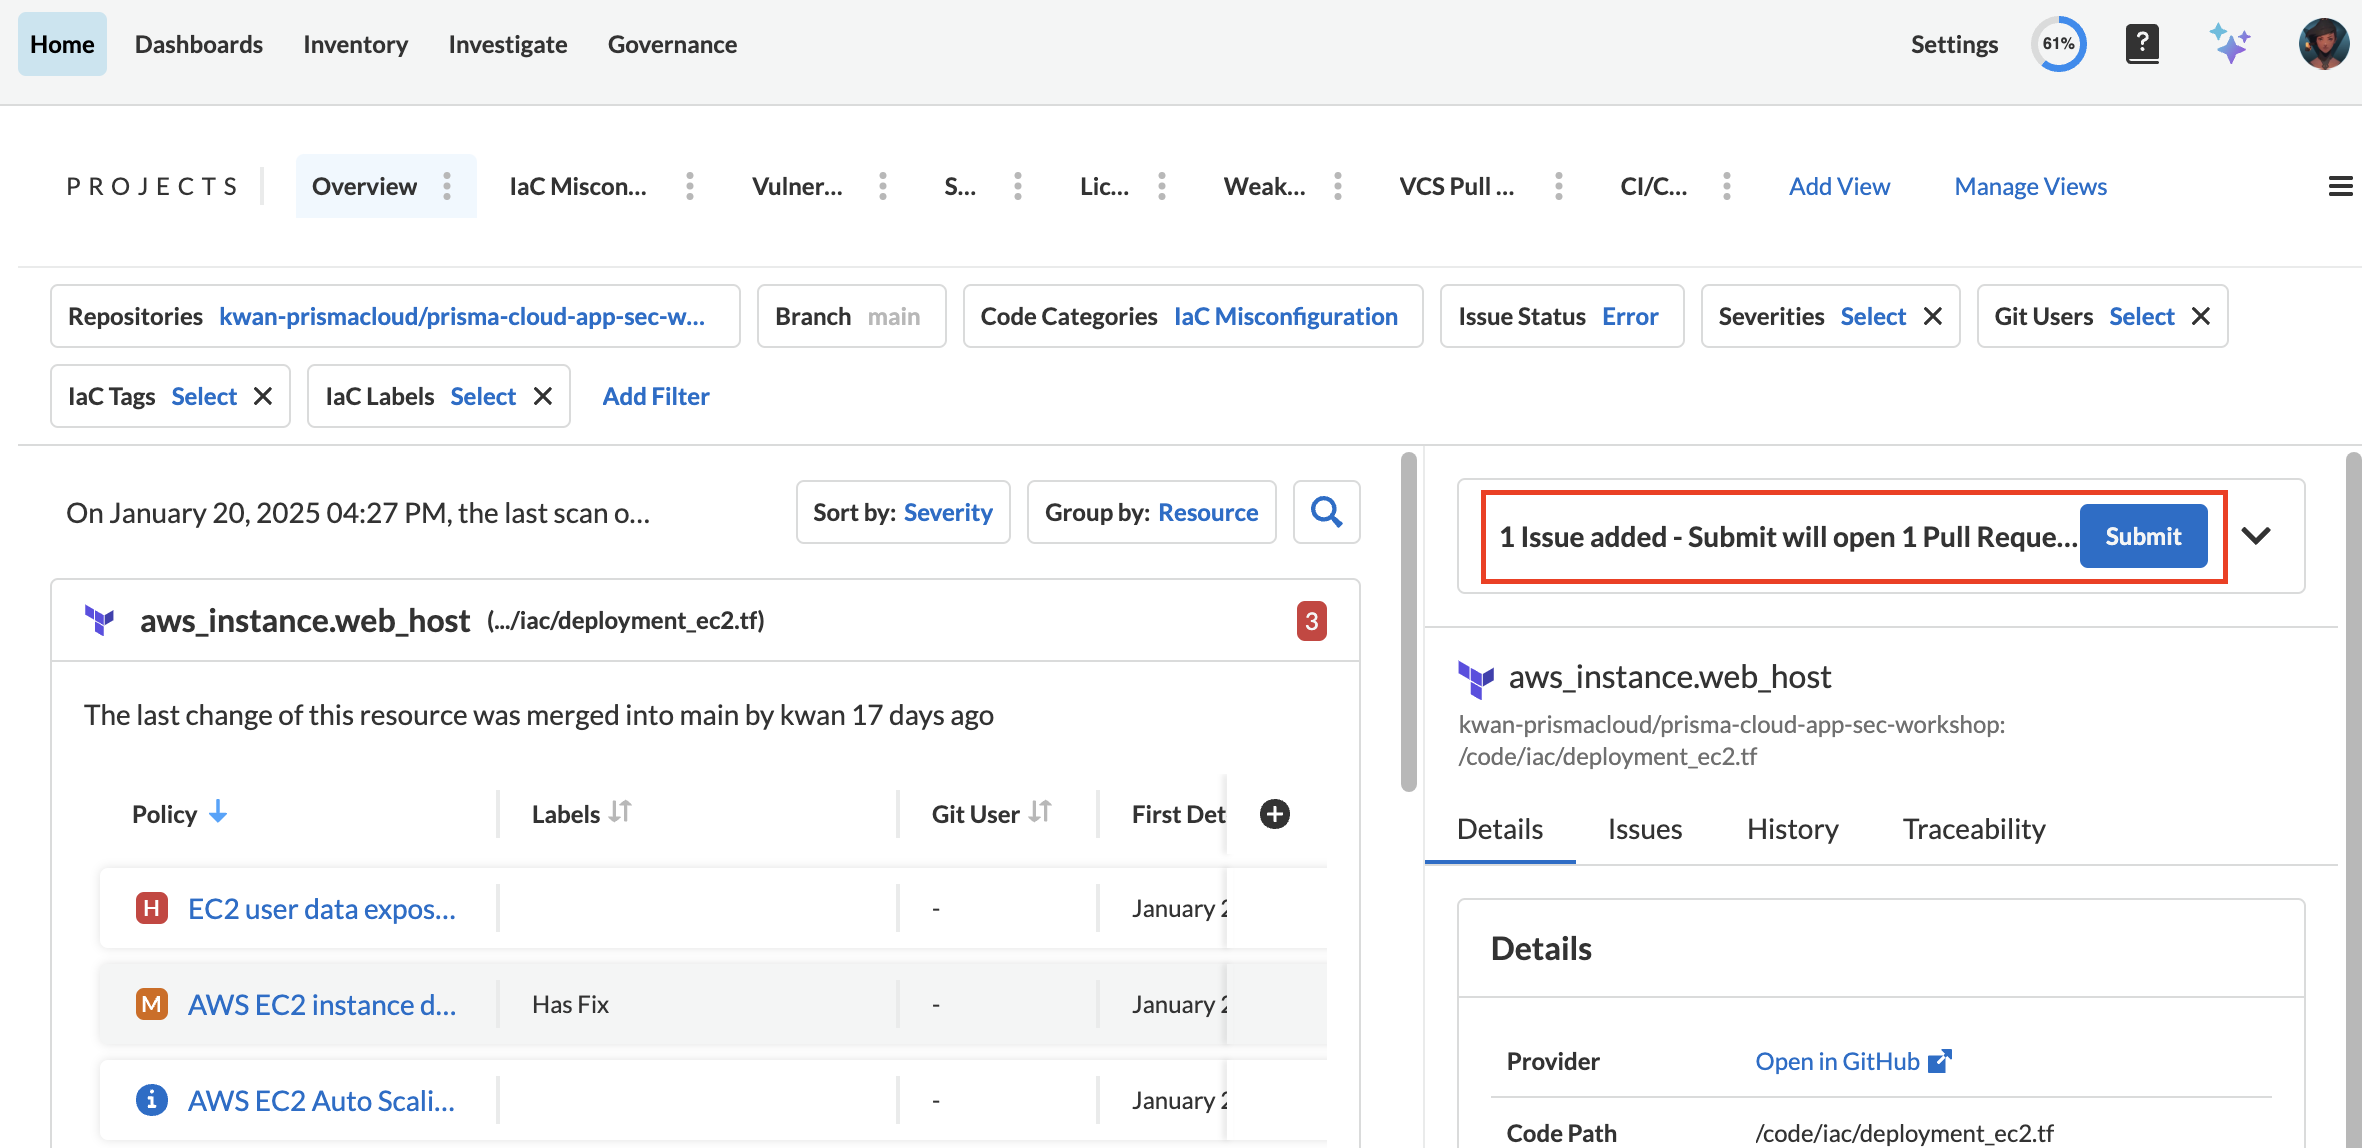 Home Dashboards Inventory Investigate Governance Settings 61% ?
PROJECTS Overview IaC Miscon... Vulner... S... Lic... Weak... VCS Pull ... CI/C... Add View Manage Views
Repositories kwan-prismacloud/prisma-cloud-app-sec-w... Branch main Code Categories IaC Misconfiguration Issue Status Error Severities Select Git Users Select
IaC Tags Select IaC Labels Select Add Filter
On January 20, 2025 04:27 PM, the last scan o... Sort by: Severity Group by: Resource
aws_instance.web_host (.../iac/deployment_ec2.tf) 3
The last change of this resource was merged into main by kwan 17 days ago
Policy Labels Git User First Det
H EC2 user data expos... - January 2
M AWS EC2 instance d... Has Fix - January 2
i AWS EC2 Auto Scali... - January 2
1 Issue added - Submit will open 1 Pull Reque... Submit
aws_instance.web_host
kwan-prismacloud/prisma-cloud-app-sec-workshop:
/code/iac/deployment_ec2.tf
Details Issues History Traceability
Details
Provider Open in GitHub
Code Path /code/iac/deployment_ec2.tf